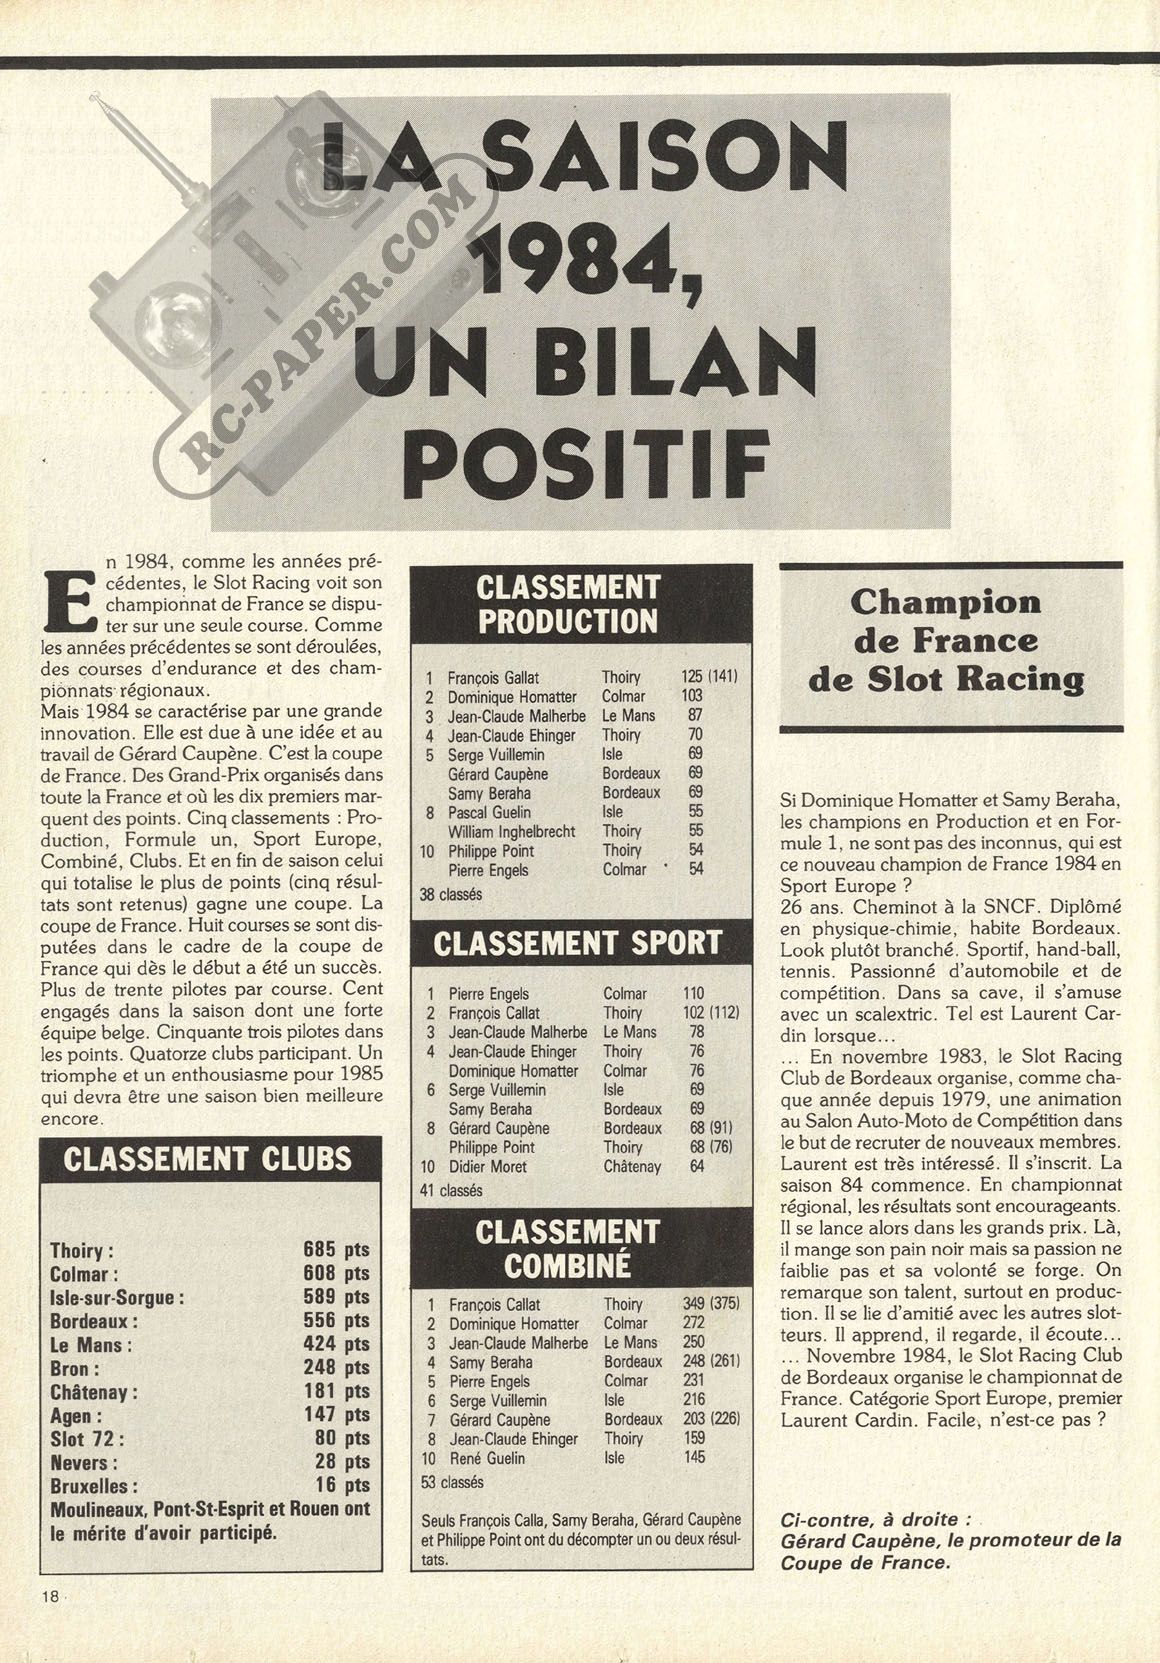 LA SAISON
1984,
UN BILAN
POSITIF
RC-PAPER.COM
En 1984, comme les années pré-
cédentes, le Slot Racing voit son
championnat de France se dispu-
ter sur une seule course. Comme
les années précédentes se sont déroulées,
des courses d'endurance et des cham-
pionnats régionaux.
Mais 1984 se caractérise par une grande
innovation. Elle est due à une idée et au
travail de Gérard Caupène. C'est la coupe
de France. Des Grand-Prix organisés dans
toute la France et où les dix premiers mar-
quent des points. Cinq classements : Pro-
duction, Formule un, Sport Europe,
Combiné, Clubs. Et en fin de saison celui
qui totalise le plus de points (cinq résul-
tats sont retenus) gagne une coupe. La
coupe de France. Huit courses se sont dis-
putées dans le cadre de la coupe de
France qui dès le début a été un succès.
Plus de trente pilotes par course. Cent
engagés dans la saison dont une forte
équipe belge. Cinquante trois pilotes dans
les points. Quatorze clubs participant. Un
triomphe et un enthousiasme pour 1985
qui devra être une saison bien meilleure
encore.
CLASSEMENT CLUBS
Thoiry : 685 pts
Colmar : 608 pts
Isle-sur-Sorgue : 589 pts
Bordeaux : 556 pts
Le Mans : 424 pts
Bron : 248 pts
Châtenay : 181 pts
Agen : 147 pts
Slot 72 : 80 pts
Nevers : 28 pts
Bruxelles : 16 pts
Moulineaux, Pont-St-Esprit et Rouen ont
le mérite d'avoir participé.
CLASSEMENT
PRODUCTION
1 François Gallat Thoiry 125 (141)
2 Dominique Homatter Colmar 103
3 Jean-Claude Malherbe Le Mans 87
4 Jean-Claude Ehinger Thoiry 70
5 Serge Vuillemin Isle 69
Gérard Caupène Bordeaux 69
Samy Beraha Bordeaux 69
8 Pascal Guelin Isle 55
William Inghelbrecht Thoiry 55
10 Philippe Point Thoiry 54
Pierre Engels Colmar 54
38 classés
CLASSEMENT SPORT
1 Pierre Engels Colmar 110
2 François Callat Thoiry 102 (112)
3 Jean-Claude Malherbe Le Mans 78
4 Jean-Claude Ehinger Thoiry 76
Dominique Homatter Colmar 76
6 Serge Vuillemin Isle 69
Samy Beraha Bordeaux 69
8 Gérard Caupène Bordeaux 68 (91)
Philippe Point Thoiry 68 (76)
10 Didier Moret Châtenay 64
41 classés
CLASSEMENT
COMBINÉ
1 François Callat Thoiry 349 (375)
2 Dominique Homatter Colmar 272
3 Jean-Claude Malherbe Le Mans 250
4 Samy Beraha Bordeaux 248 (261)
5 Pierre Engels Colmar 231
6 Serge Vuillemin Isle 216
7 Gérard Caupène Bordeaux 203 (226)
8 Jean-Claude Ehinger Thoiry 159
10 René Guelin Isle 145
53 classés
Seuls François Calla, Samy Beraha, Gérard Caupène
et Philippe Point ont du décompter un ou deux résul-
tats.
Champion
de France
de Slot Racing
Si Dominique Homatter et Samy Beraha,
les champions en Production et en For-
mule 1, ne sont pas des inconnus, qui est
ce nouveau champion de France 1984 en
Sport Europe ?
26 ans. Cheminot à la SNCF. Diplômé
en physique-chimie, habite Bordeaux.
Look plutôt branché. Sportif, hand-ball,
tennis. Passionné d'automobile et de
compétition. Dans sa cave, il s'amuse
avec un scalextric. Tel est Laurent Car-
din lorsque...
... En novembre 1983, le Slot Racing
Club de Bordeaux organise, comme cha-
que année depuis 1979, une animation
au Salon Auto-Moto de Compétition dans
le but de recruter de nouveaux membres.
Laurent est très intéressé. Il s'inscrit. La
saison 84 commence. En championnat
régional, les résultats sont encourageants.
Il se lance alors dans les grands prix. Là,
il mange son pain noir mais sa passion ne
faiblie pas et sa volonté se forge. On
remarque son talent, surtout en produc-
tion. Il se lie d'amitié avec les autres slot-
teurs. Il apprend, il regarde, il écoute...
... Novembre 1984, le Slot Racing Club
de Bordeaux organise le championnat de
France. Catégorie Sport Europe, premier
Laurent Cardin. Facile, n'est-ce pas ?
Ci-contre, à droite :
Gérard Caupène, le promoteur de la
Coupe de France.
18